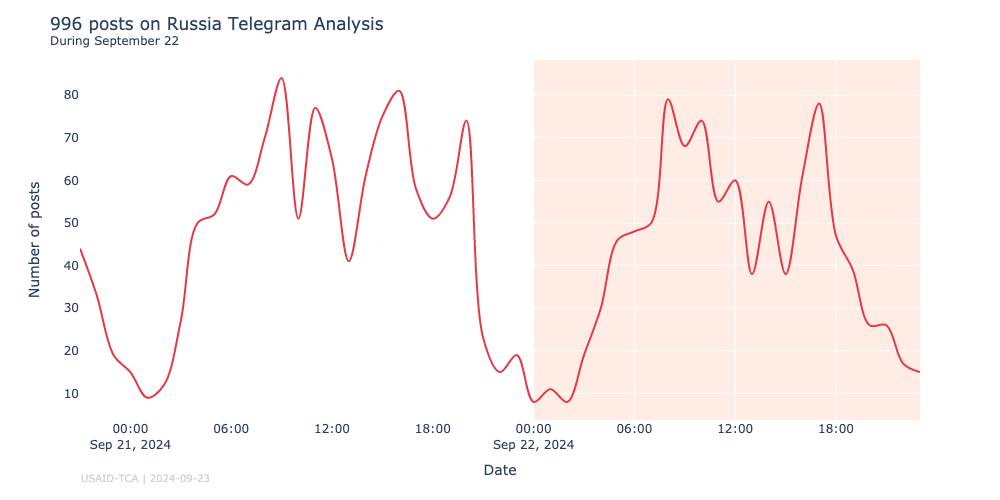 996 posts on Russia Telegram Analysis
During September 22
Number of posts
80
70
60
50
40
30
20
10
00:00 06:00 12:00 18:00 00:00 06:00 12:00 18:00
Sep 21, 2024 Sep 22, 2024
Date
USAID-TCA | 2024-09-23